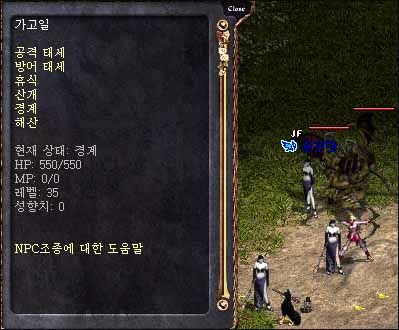 Close
가고일
공격 태세
방어 태세
휴식
산개
경계
해산
현재 상태: 경계
HP: 550/550
MP: 0/0
레벨: 35
성향치: 0
JF
NPC조종에 대한 도움말